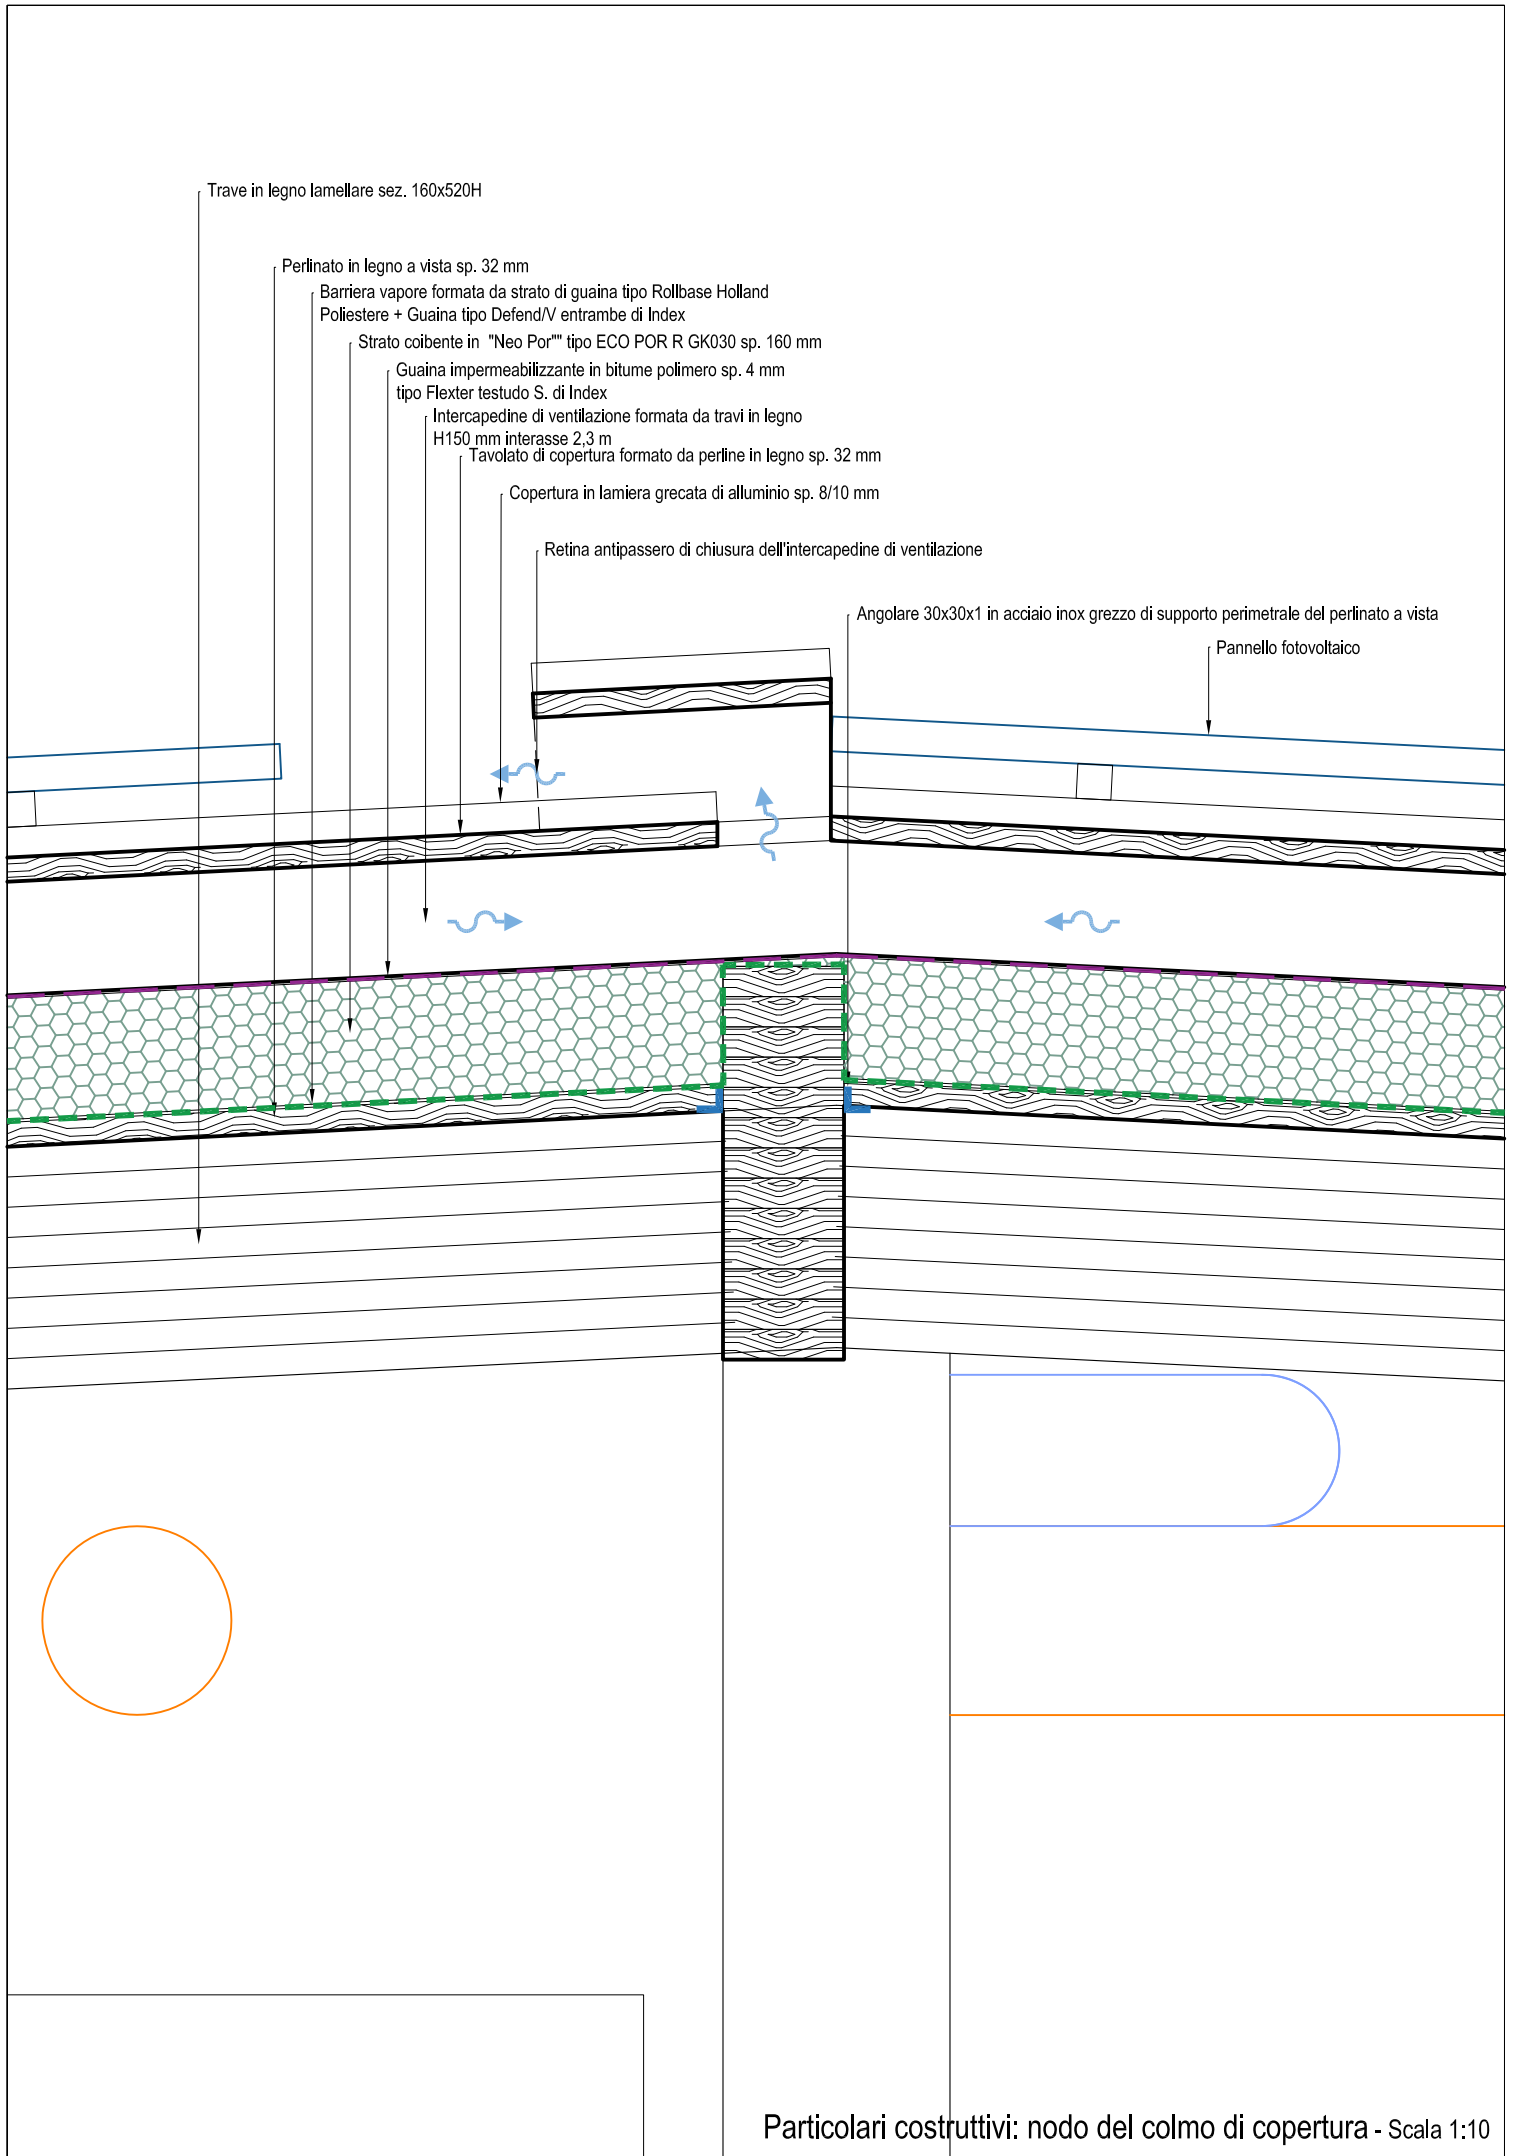 Trave in legno lamellare sez. 160x520H
Perlinato in legno a vista sp. 32 mm
Barriera vapore formata da strato di guaina tipo Rollbase Holland
Poliestere + Guaina tipo Defend/V entrambe di Index
Strato coibente in "Neo Por"" tipo ECO POR R GK030 sp. 160 mm
Guaina impermeabilizzante in bitume polimero sp. 4 mm
tipo Flexter testudo S. di Index
Intercapedine di ventilazione formata da travi in legno
H150 mm interasse 2,3 m
Tavolato di copertura formato da perline in legno sp. 32 mm
Copertura in lamiera grecata di alluminio sp. 8/10 mm
Retina antipassero di chiusura dell'intercapedine di ventilazione
Angolare 30x30x1 in acciaio inox grezzo di supporto perimetrale del perlinato a vista
Pannello fotovoltaico
Particolari costruttivi: nodo del colmo di copertura - Scala 1:10